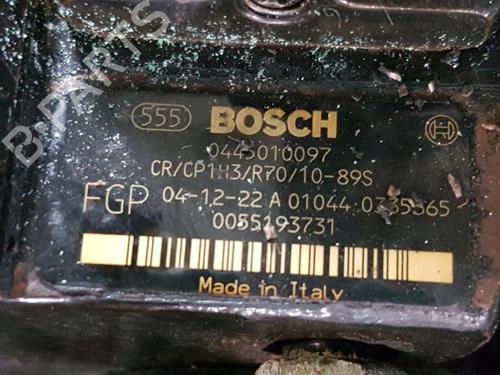 555 BOSCH
0445010097
CR/CP1H3/R70/10-89S
FGP 04-12-22 A 01044 0335565
0055193731
Made in Italy
B-PARTS